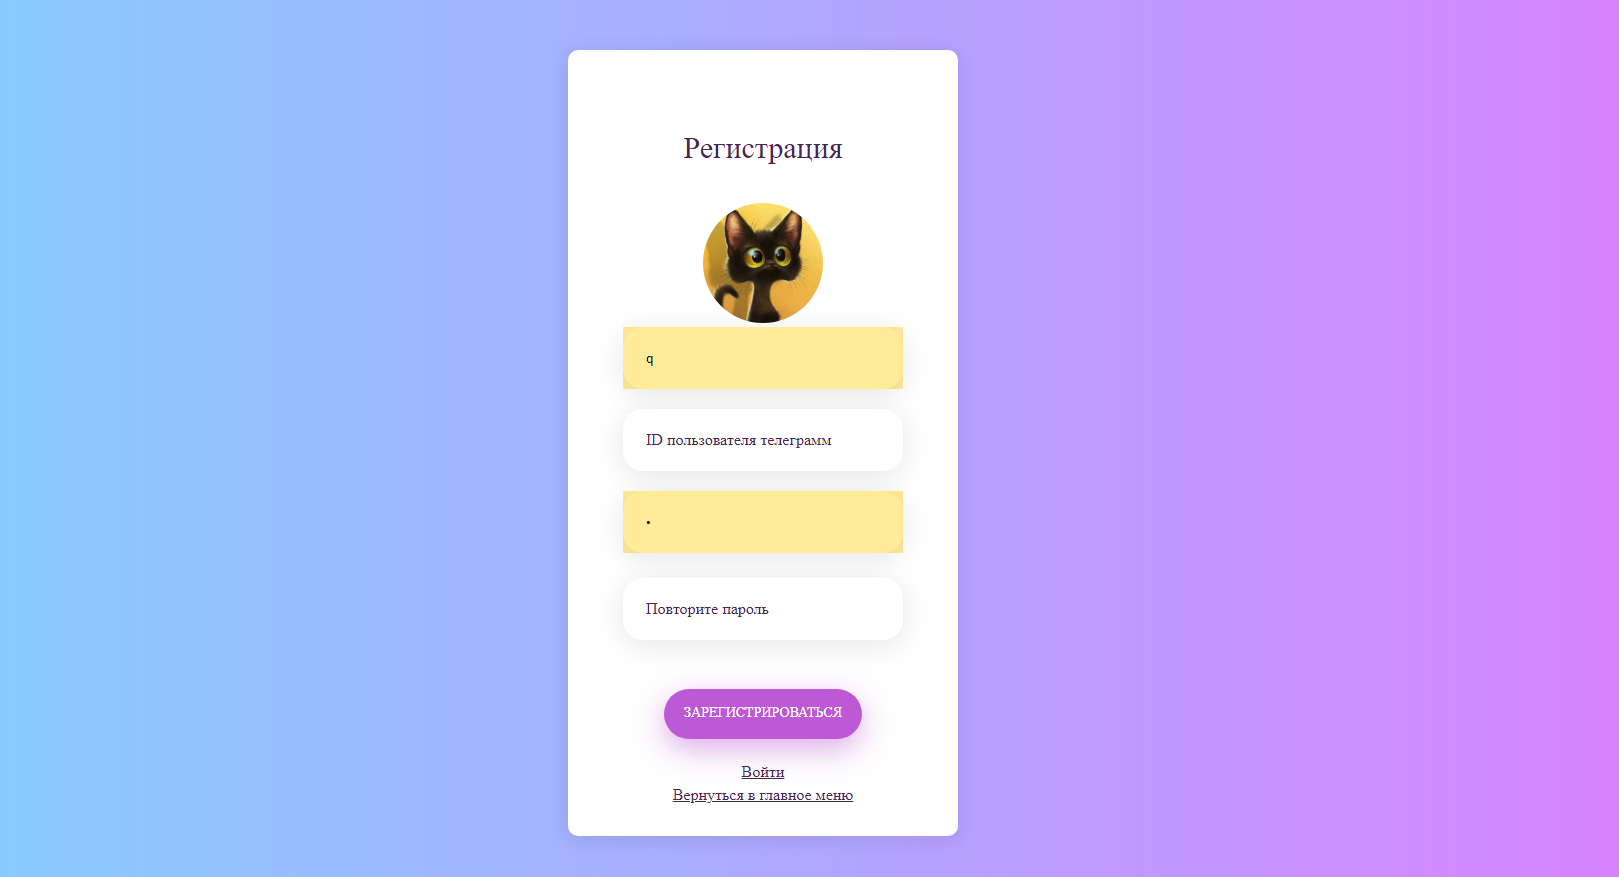 Регистрация
q
ID пользователя телеграмм
•
Повторите пароль
ЗАРЕГИСТРИРОВАТЬСЯ
Войти
Вернуться в главное меню